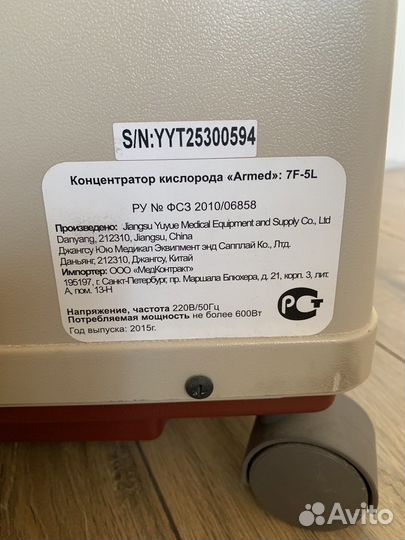 S/N:YYT25300594
Концентратор кислорода «Armed»: 7F-5L
РУ № ФСЗ 2010/06858
Произведено: Jiangsu Yuyue Medical Equipment and Supply Co., Ltd
Danyang, 212310, Jiangsu, China
Джангсу Юю Медикал Эквипмент энд Сапплай Ко., Лтд.
Даньянг, 212310, Джангсу, Китай
Импортер: ООО «МедКонтракт»
195197, г. Санкт-Петербург, пр. Маршала Блюхера, д. 21, корп. 3, лит.
А, пом. 13-Н
Напряжение, частота 220В/50Гц
Потребляемая мощность не более 600Вт
Год выпуска: 2015г.
РСТ
Avito